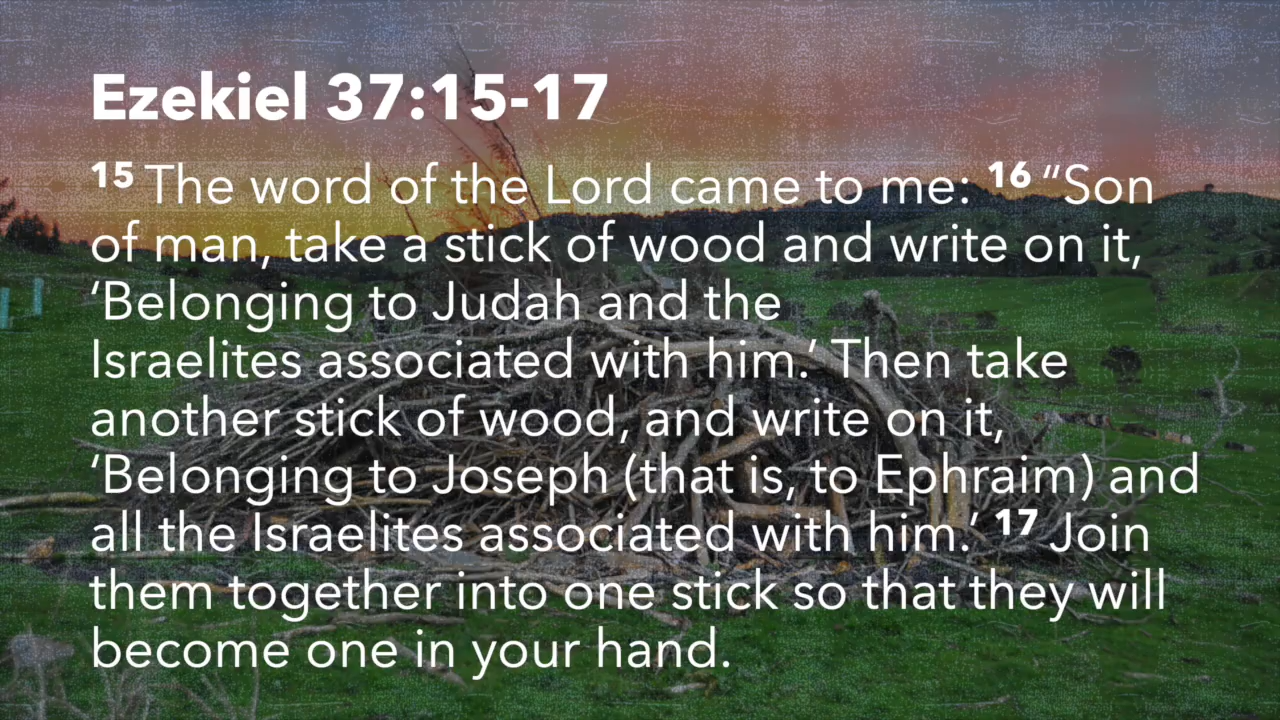 Ezekiel 37:15-17
15 The word of the Lord came to me: 16 “Son
of man, take a stick of wood and write on it,
‘Belonging to Judah and the
Israelites associated with him.’ Then take
another stick of wood, and write on it,
‘Belonging to Joseph (that is, to Ephraim) and
all the Israelites associated with him.’ 17 Join
them together into one stick so that they will
become one in your hand.